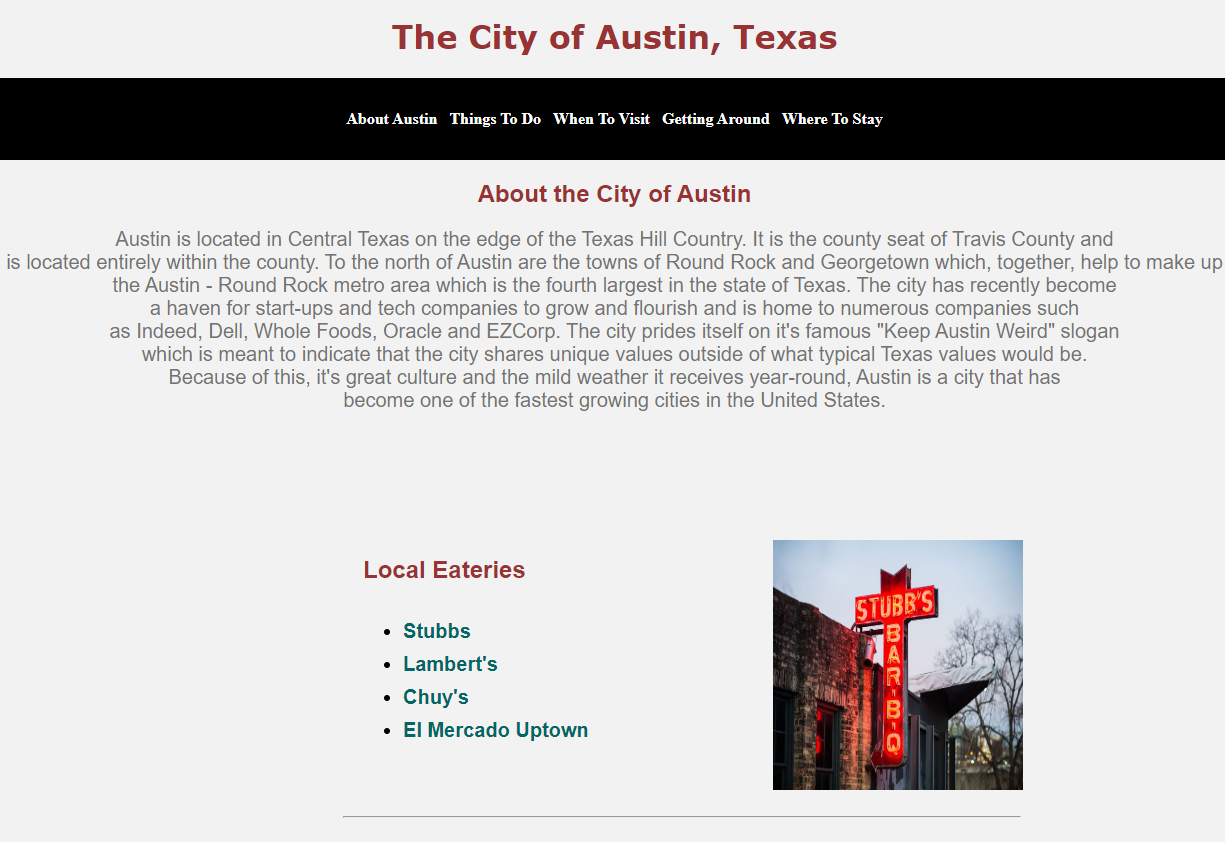 The City of Austin, Texas
About Austin Things To Do When To Visit Getting Around Where To Stay
About the City of Austin
Austin is located in Central Texas on the edge of the Texas Hill Country. It is the county seat of Travis County and
is located entirely within the county. To the north of Austin are the towns of Round Rock and Georgetown which, together, help to make up
the Austin - Round Rock metro area which is the fourth largest in the state of Texas. The city has recently become
a haven for start-ups and tech companies to grow and flourish and is home to numerous companies such
as Indeed, Dell, Whole Foods, Oracle and EZCorp. The city prides itself on it's famous "Keep Austin Weird" slogan
which is meant to indicate that the city shares unique values outside of what typical Texas values would be.
Because of this, it's great culture and the mild weather it receives year-round, Austin is a city that has
become one of the fastest growing cities in the United States.
Local Eateries
• Stubbs
• Lambert's
• Chuy's
• El Mercado Uptown
STUBB'S
BAR-B-Q